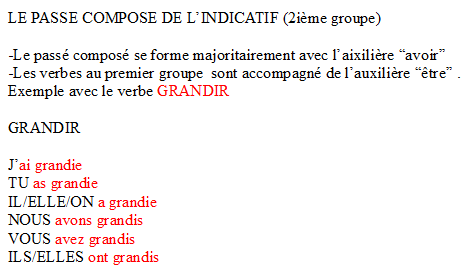 LE PASSE COMPOSE DE L'INDICATIF (2ième groupe)
-Le passé composé se forme majoritairement avec l'aixilière “avoir”
-Les verbes au premier groupe sont accompagné de l'auxilière “être” .
Exemple avec le verbe GRANDIR
GRANDIR
J'ai grandie
TU as grandie
IL/ELLE/ON a grandie
NOUS avons grandis
VOUS avez grandis
ILS/ELLES ont grandis